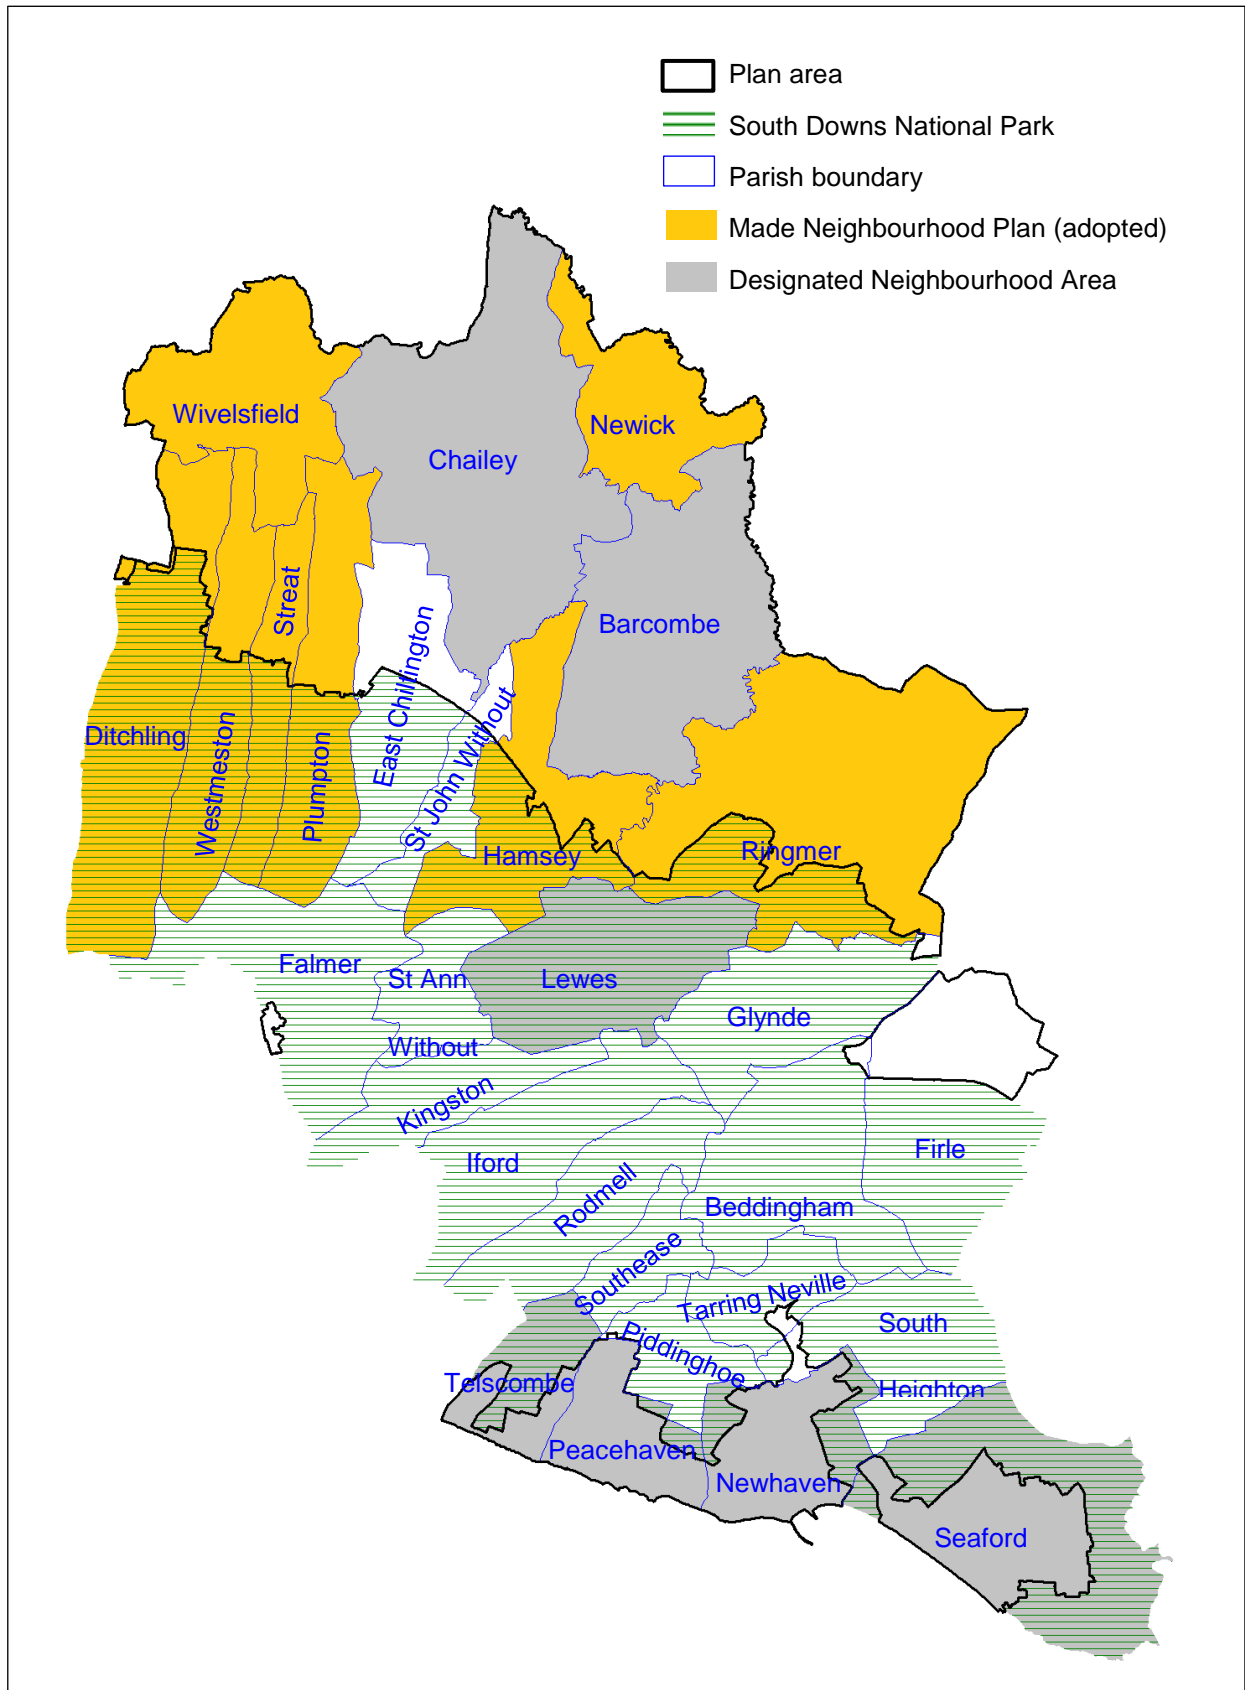 Plan area
South Downs National Park
Parish boundary
Made Neighbourhood Plan (adopted)
Designated Neighbourhood Area
Wivelsfield
Newick
Chailey
Streat
Barcombe
East Chiltington
Ditchling
Westmeston
Plumpton
St John Without
Hamsey
Ringmer
Falmer
St Ann
Lewes
Glynde
Without
Kingston
Iford
Firle
Rodmell
Beddingham
Southease
Tarring Neville
South
Piddinghoe
Telscombe
Heighton
Peacehaven
Newhaven
Seaford